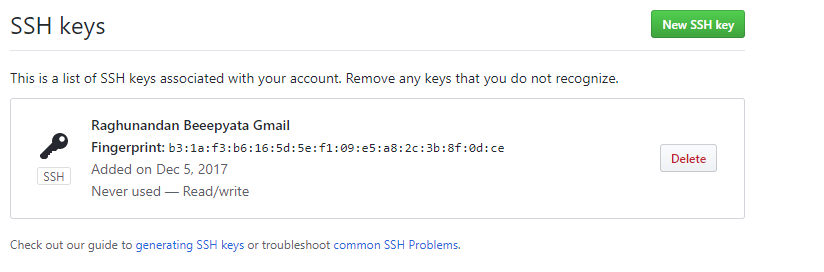 SSH keys
New SSH key
This is a list of SSH keys associated with your account. Remove any keys that you do not recognize.
Raghunandan Beeepyata Gmail
Fingerprint: b3:1a:f3:b6:16:5d:5e:f1:09:e5:a8:2c:3b:8f:0d:ce
SSH
Added on Dec 5, 2017
Never used — Read/write
Delete
Check out our guide to generating SSH keys or troubleshoot common SSH Problems.